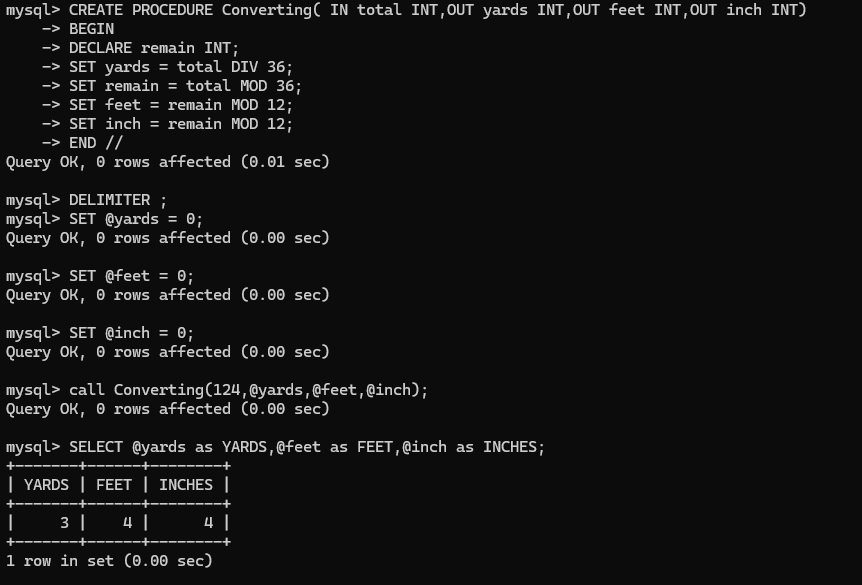 mysql> CREATE PROCEDURE Converting( IN total INT,OUT yards INT,OUT feet INT,OUT inch INT)
    -> BEGIN
    -> DECLARE remain INT;
    -> SET yards = total DIV 36;
    -> SET remain = total MOD 36;
    -> SET feet = remain MOD 12;
    -> SET inch = remain MOD 12;
    -> END //
Query OK, 0 rows affected (0.01 sec)

mysql> DELIMITER ;
mysql> SET @yards = 0;
Query OK, 0 rows affected (0.00 sec)

mysql> SET @feet = 0;
Query OK, 0 rows affected (0.00 sec)

mysql> SET @inch = 0;
Query OK, 0 rows affected (0.00 sec)

mysql> call Converting(124,@yards,@feet,@inch);
Query OK, 0 rows affected (0.00 sec)

mysql> SELECT @yards as YARDS,@feet as FEET,@inch as INCHES;
+-------+------+--------+
| YARDS | FEET | INCHES |
+-------+------+--------+
|     3 |    4 |      4 |
+-------+------+--------+
1 row in set (0.00 sec)